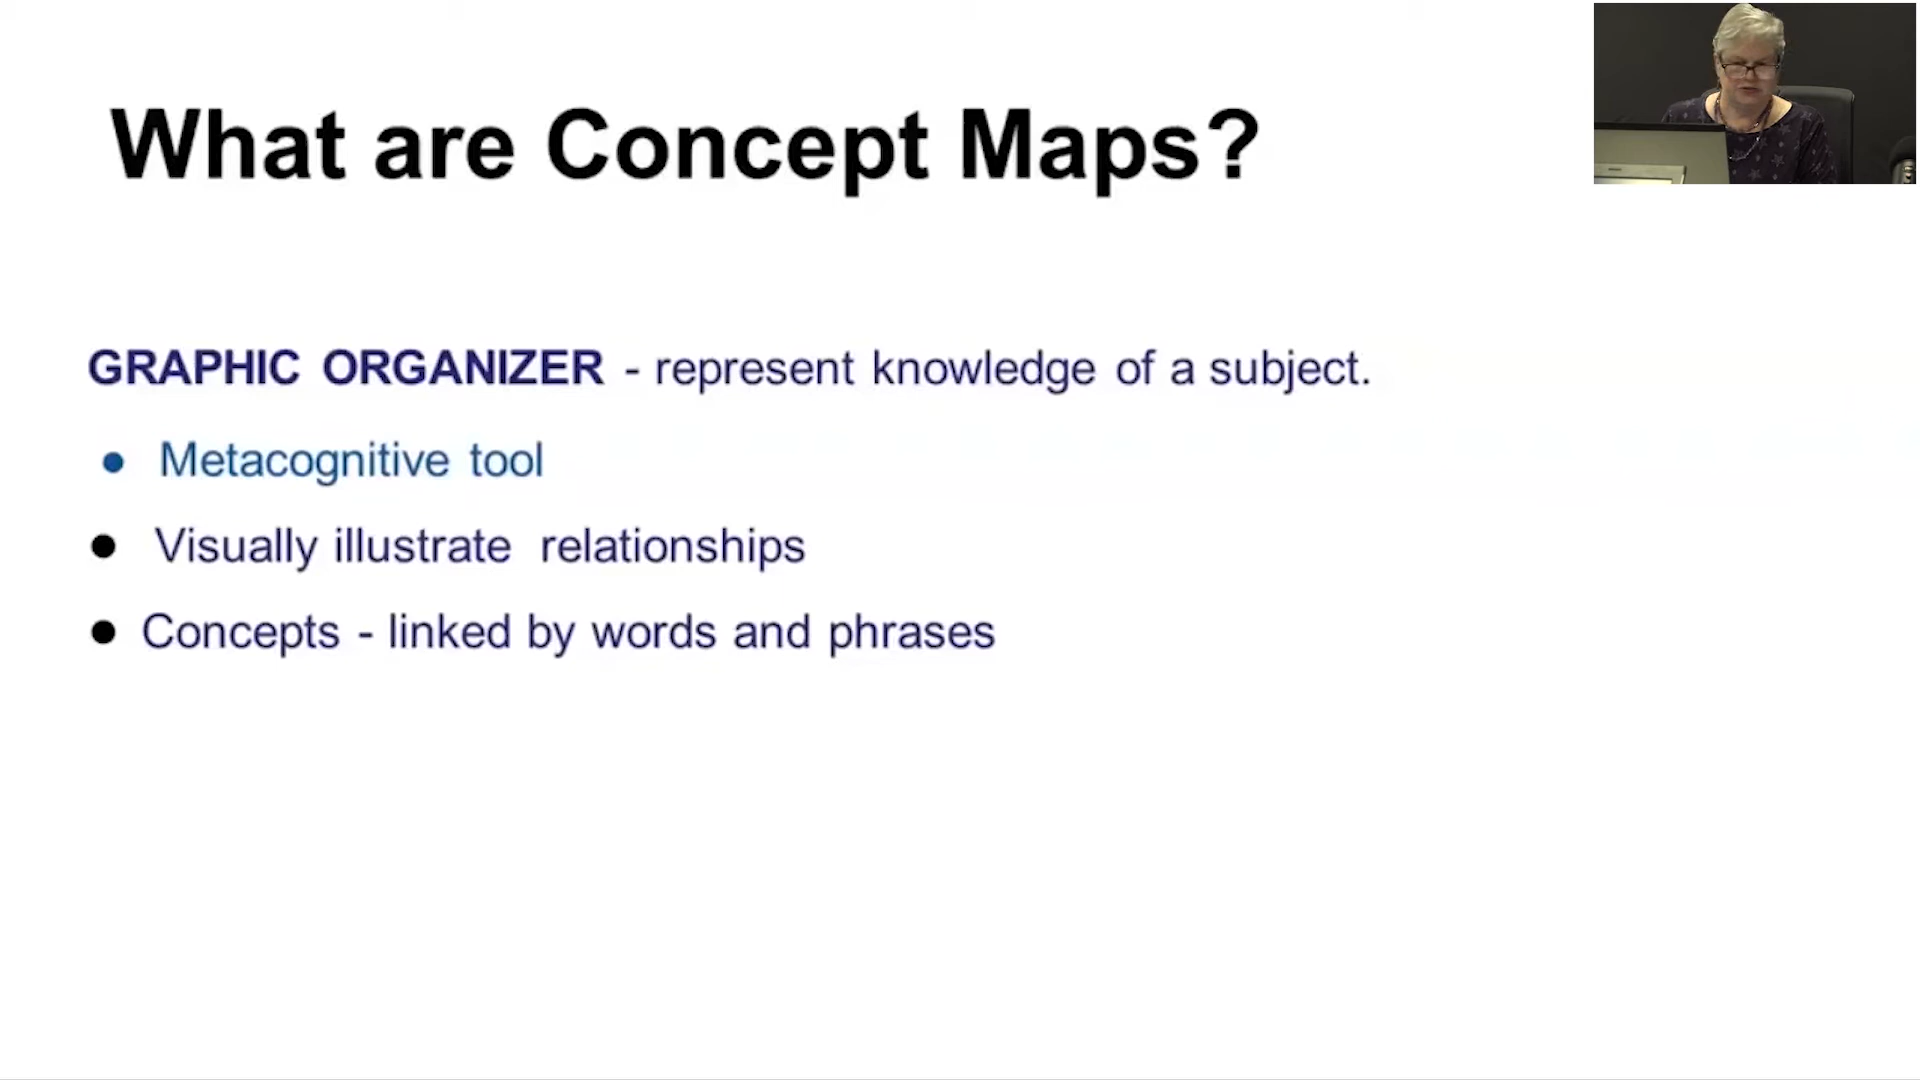 What are Concept Maps?
GRAPHIC ORGANIZER - represent knowledge of a subject.
● Metacognitive tool
● Visually illustrate relationships
● Concepts - linked by words and phrases